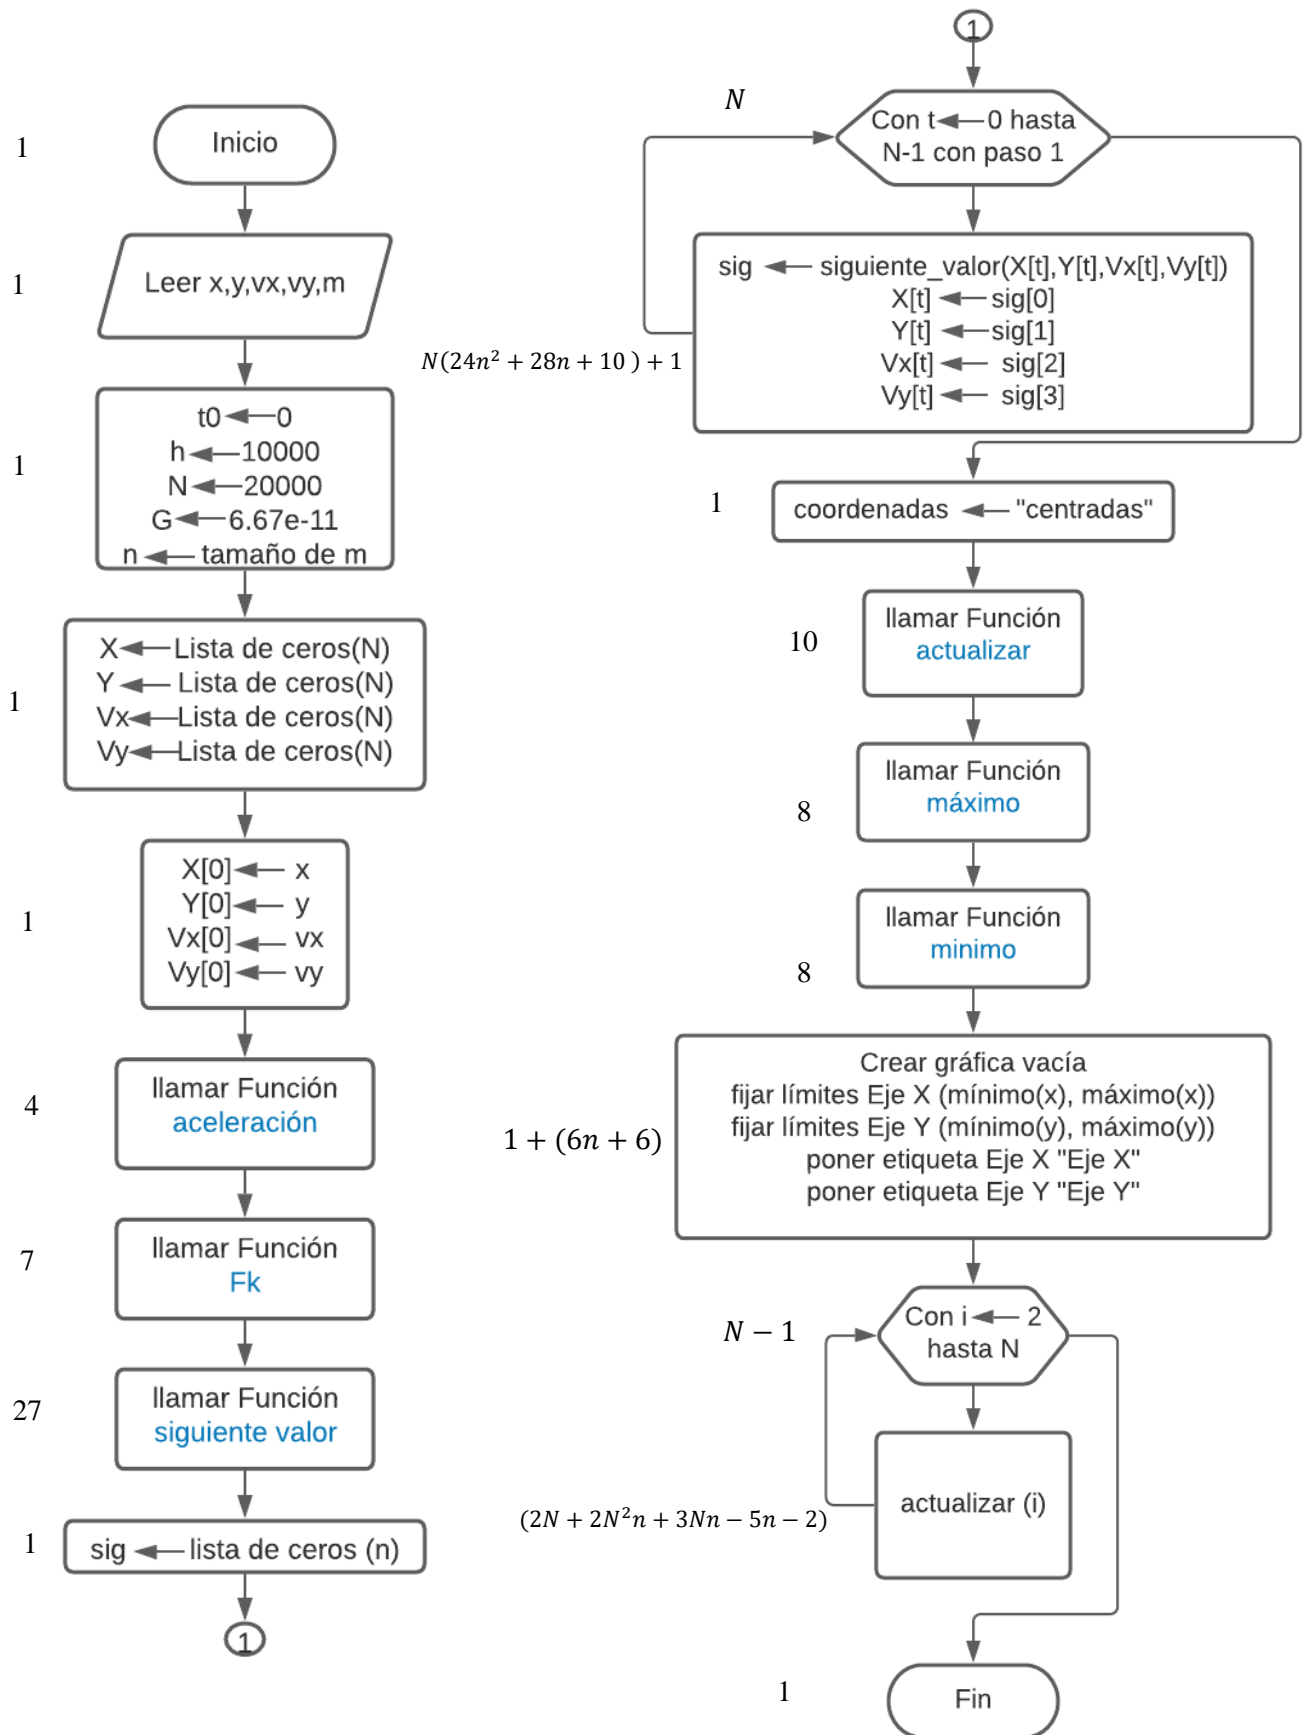 1
Inicio
1
Leer x,y,vx,vy,m
1
t0 ← 0
h ← 10000
N ← 20000
G ← 6.67e-11
n ← tamaño de m
1
X ← Lista de ceros(N)
Y ← Lista de ceros(N)
Vx ← Lista de ceros(N)
Vy ← Lista de ceros(N)
1
X[0] ← x
Y[0] ← y
Vx[0] ← vx
Vy[0] ← vy
4
llamar Función
aceleración
7
llamar Función
Fk
27
llamar Función
siguiente valor
1
sig ← lista de ceros (n)
1
1
N
Con t ← 0 hasta
N-1 con paso 1
N(24n² + 28n + 10 ) + 1
sig ← siguiente_valor(X[t],Y[t],Vx[t],Vy[t])
X[t] ← sig[0]
Y[t] ← sig[1]
Vx[t] ← sig[2]
Vy[t] ← sig[3]
1
coordenadas ← "centradas"
10
llamar Función
actualizar
8
llamar Función
máximo
8
llamar Función
minimo
1 + (6n + 6)
Crear gráfica vacía
fijar límites Eje X (mínimo(x), máximo(x))
fijar límites Eje Y (mínimo(y), máximo(y))
poner etiqueta Eje X "Eje X"
poner etiqueta Eje Y "Eje Y"
N − 1
Con i ← 2
hasta N
(2N + 2N²n + 3Nn − 5n − 2)
actualizar (i)
1
Fin